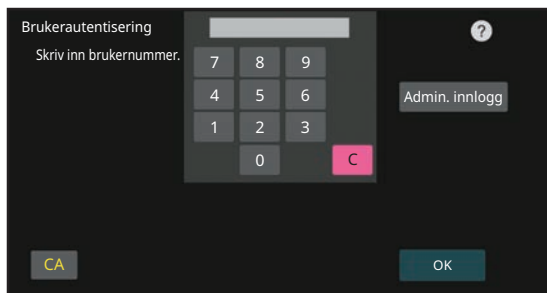 Brukerautentisering
?
Skriv inn brukernummer.
7 8 9
4 5 6
Admin. innlogg
1 2 3
0 C
CA
OK